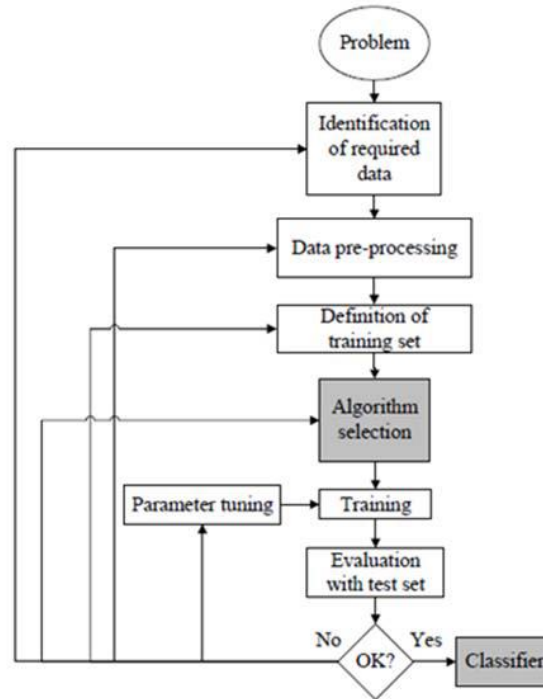 Problem
Identification
of required
data
Data pre-processing
Definition of
training set
Algorithm
selection
Parameter tuning
Training
Evaluation
with test set
No
OK?
Yes
Classifier